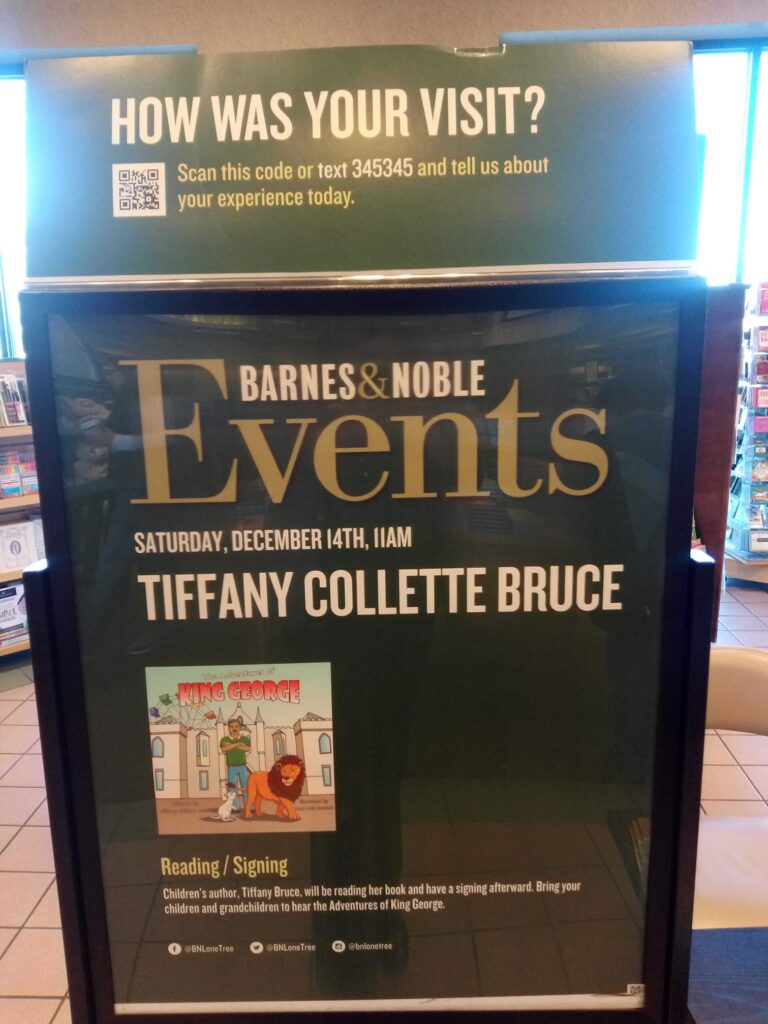 HOW WAS YOUR VISIT?
Scan this code or text 345345 and tell us about
your experience today.
BARNES&NOBLE
Events
SATURDAY, DECEMBER 14TH, 11AM
TIFFANY COLLETTE BRUCE
The Adventures of
KING GEORGE
Reading / Signing
Children's author, Tiffany Bruce, will be reading her book and have a signing afterward. Bring your
children and grandchildren to hear the Adventures of King George.
@BNLoneTree @BNLoneTree @bnlonetree